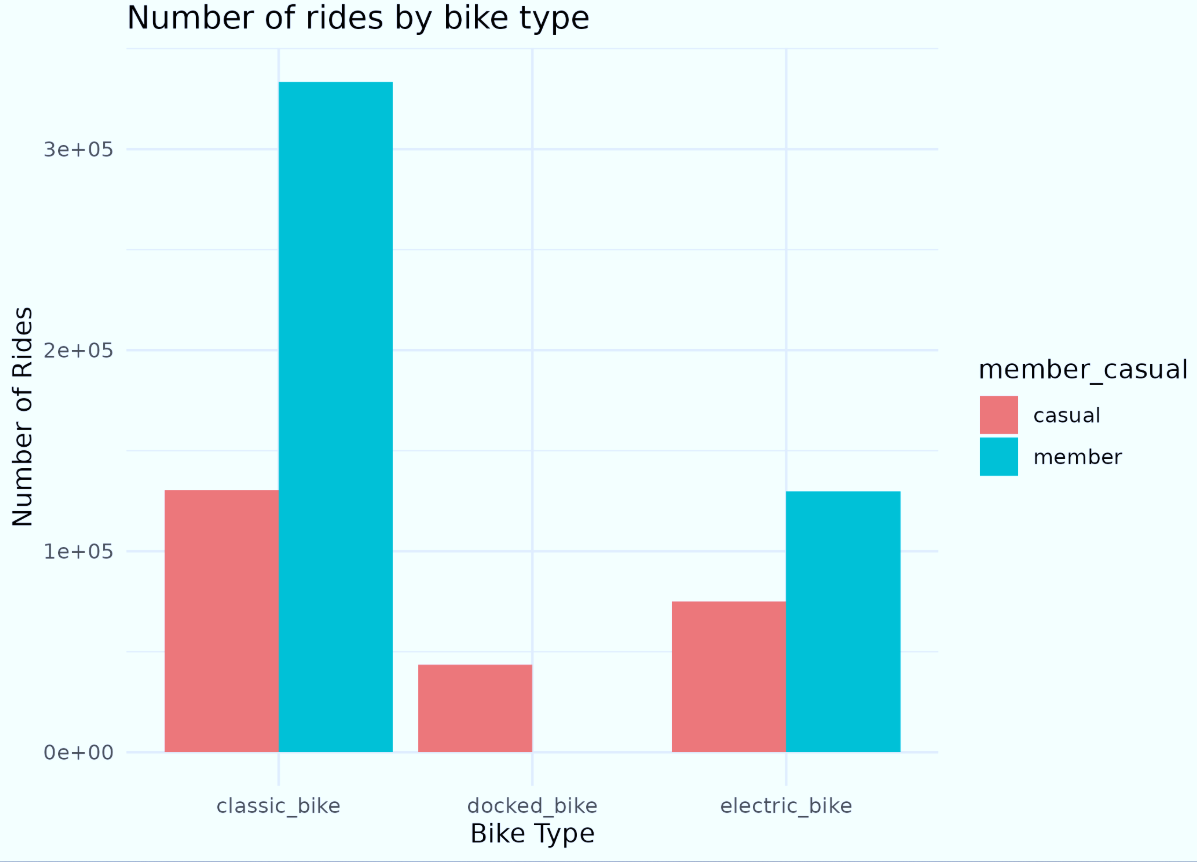 Number of rides by bike type
Number of Rides
3e+05
2e+05
1e+05
0e+00
classic_bike docked_bike electric_bike
Bike Type
member_casual
casual
member